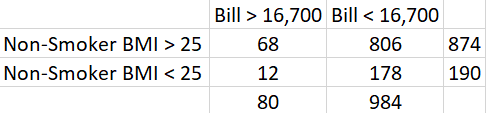 Bill > 16,700 Bill < 16,700
Non-Smoker BMI > 25 68 806 874
Non-Smoker BMI < 25 12 178 190
80 984